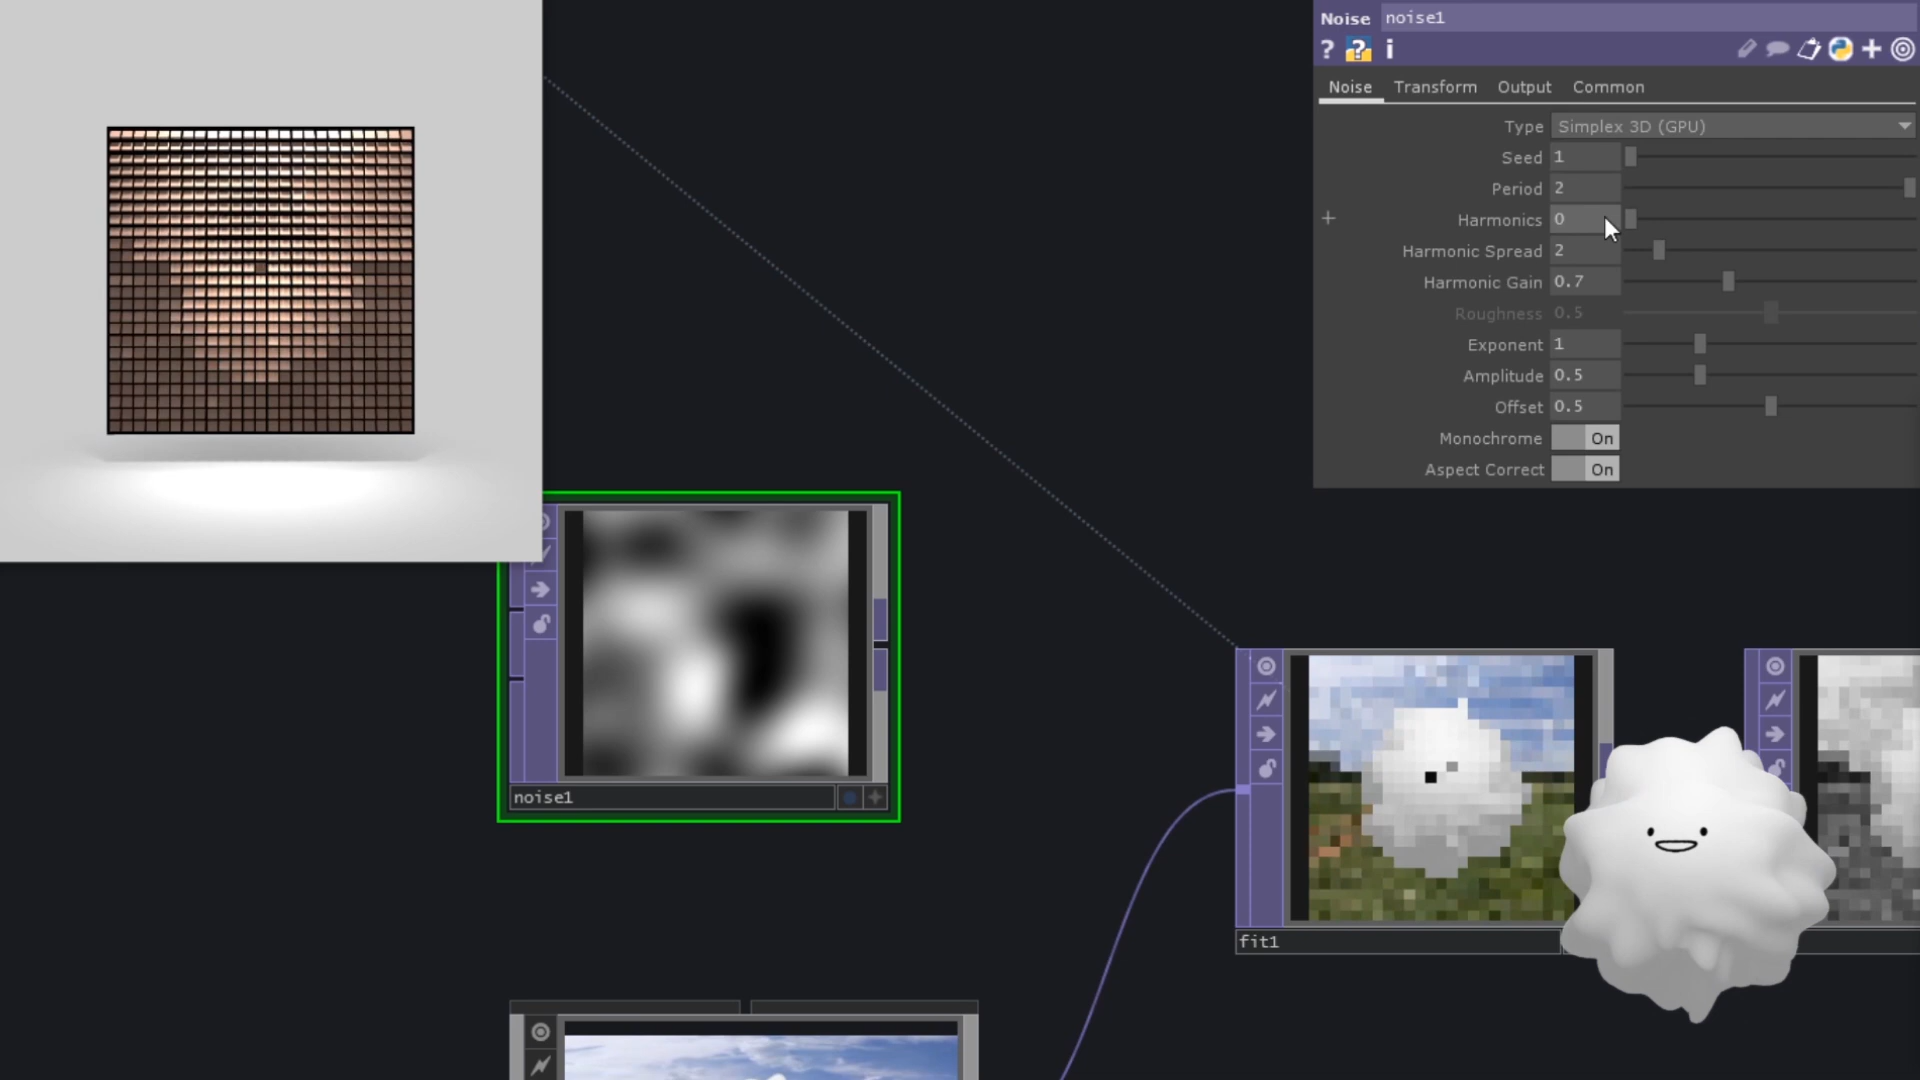 Noise noise1
? ? i
Noise Transform Output Common
Type Simplex 3D (GPU)
Seed 1
Period 2
+ Harmonics 0
Harmonic Spread 2
Harmonic Gain 0.7
Roughness 0.5
Exponent 1
Amplitude 0.5
Offset 0.5
Monochrome On
Aspect Correct On
noise1
fit1